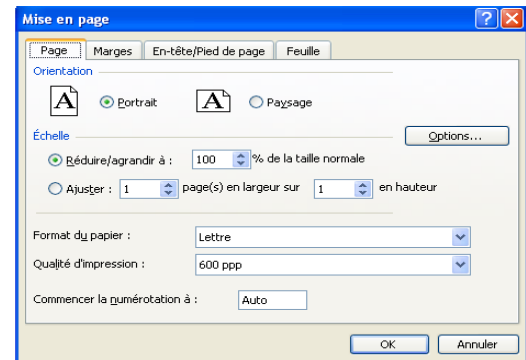 Mise en page
Page Marges En-tête/Pied de page Feuille
Orientation
A Portrait A Paysage
Échelle
Options...
Réduire/agrandir à : 100 % de la taille normale
Ajuster : 1 page(s) en largeur sur 1 en hauteur
Format du papier : Lettre
Qualité d'impression : 600 ppp
Commencer la numérotation à : Auto
OK Annuler